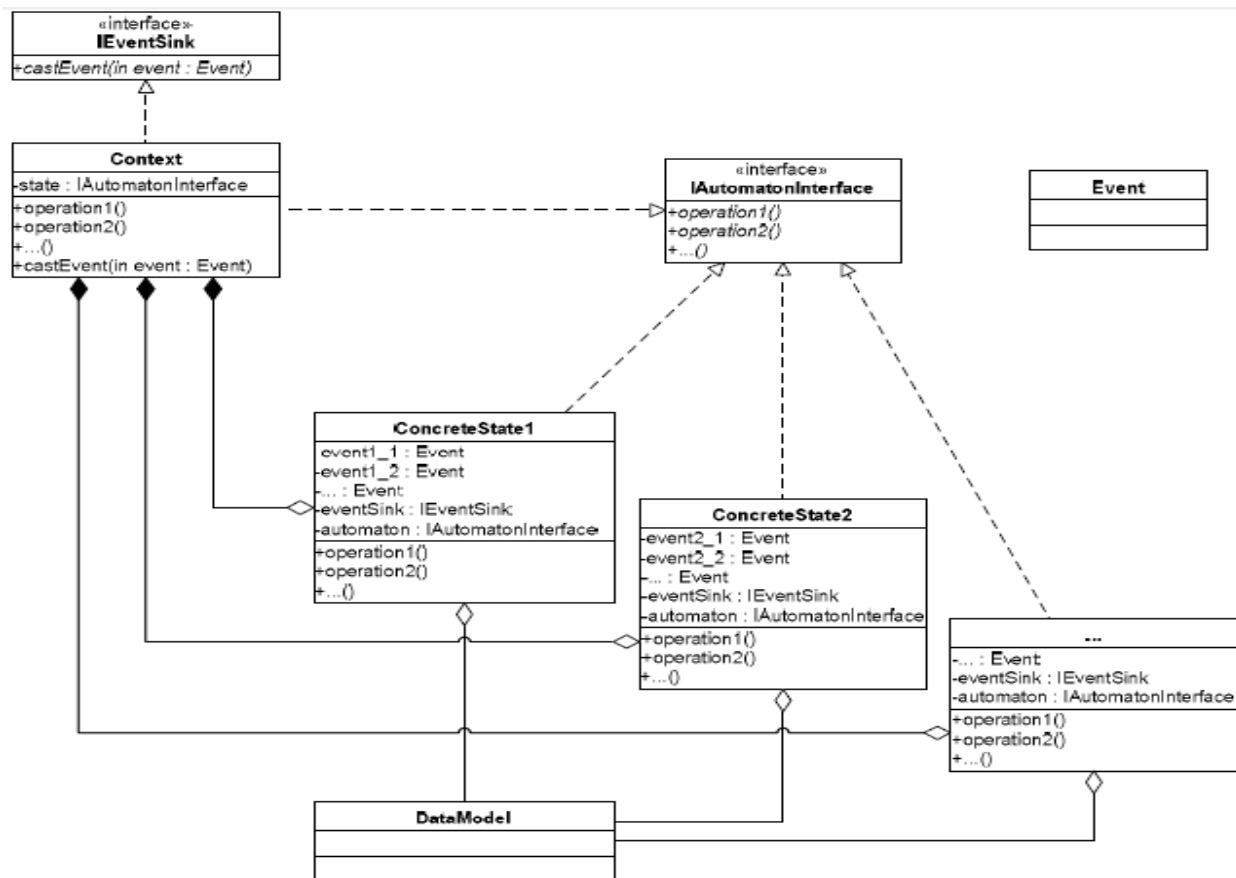 «interface»
IEventSink
+castEvent(in event : Event)
Context
-state : IAutomatonInterface
+operation1()
+operation2()
+...()
+castEvent(in event : Event)
«interface»
IAutomatonInterface
+operation1()
+operation2()
+...()
Event
ConcreteState1
-event1_1 : Event
-event1_2 : Event
-... : Event
-eventSink : IEventSink
-automaton : IAutomatonInterface
+operation1()
+operation2()
+...()
ConcreteState2
-event2_1 : Event
-event2_2 : Event
-... : Event
-eventSink : IEventSink
-automaton : IAutomatonInterface
+operation1()
+operation2()
+...()
...
-... : Event
-eventSink : IEventSink
-automaton : IAutomatonInterface
+operation1()
+operation2()
+...()
DataModel